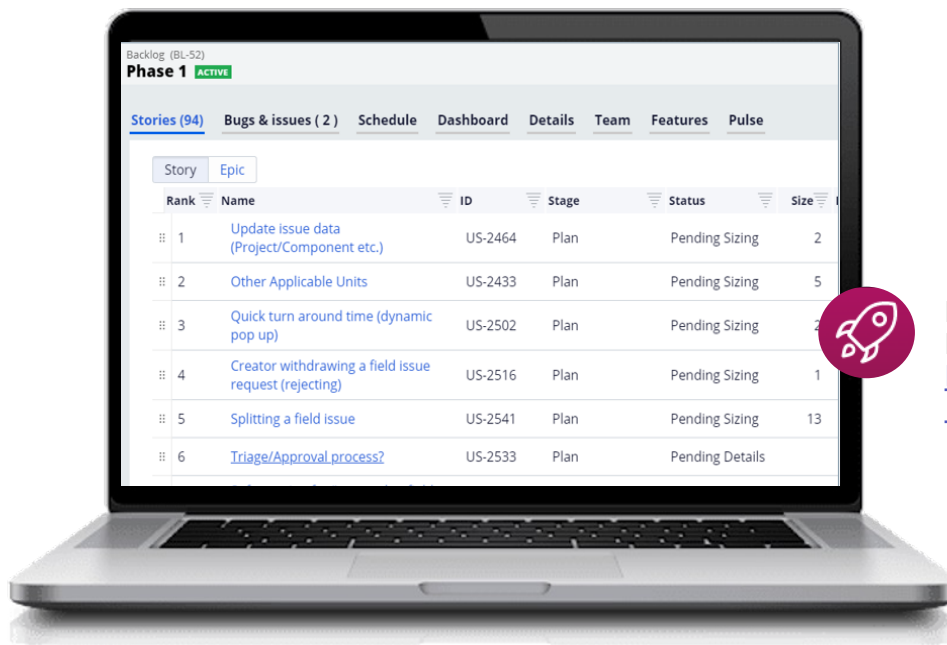 Backlog (BL-52)
Phase 1 ACTIVE
Stories (94) Bugs & issues ( 2 ) Schedule Dashboard Details Team Features Pulse
Story Epic
Rank Name ID Stage Status Size
1 Update issue data US-2464 Plan Pending Sizing 2
(Project/Component etc.)
2 Other Applicable Units US-2433 Plan Pending Sizing 5
3 Quick turn around time (dynamic US-2502 Plan Pending Sizing 2
pop up)
4 Creator withdrawing a field issue US-2516 Plan Pending Sizing 1
request (rejecting)
5 Splitting a field issue US-2541 Plan Pending Sizing 13
6 Triage/Approval process? US-2533 Plan Pending Details